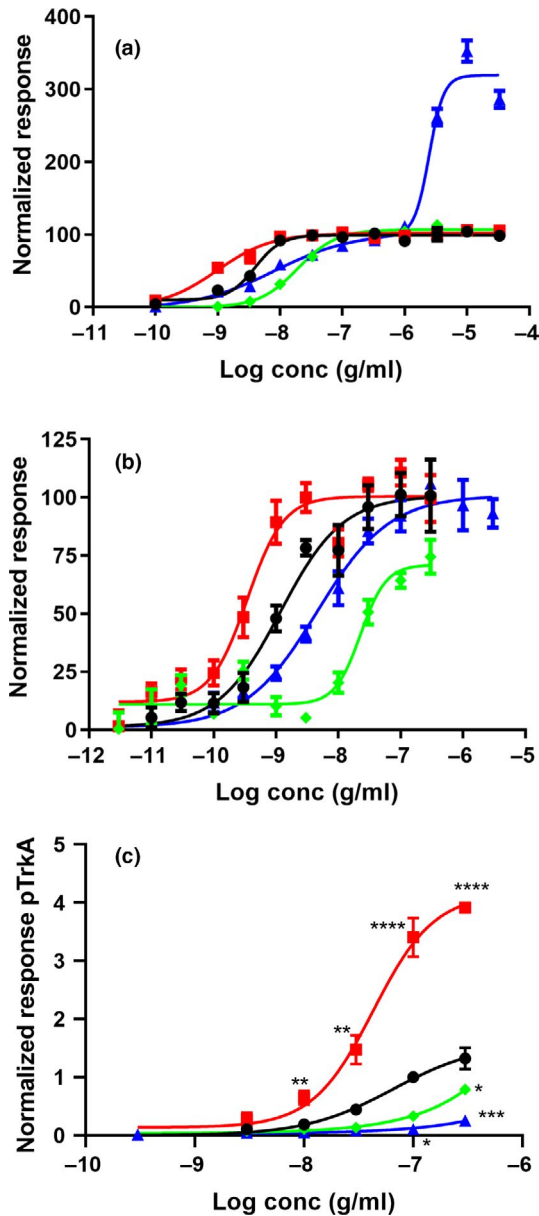 (a)
Normalized response
400
300
200
100
0
−11 −10 −9 −8 −7 −6 −5 −4
Log conc (g/ml)
(b)
Normalized response
125
100
75
50
25
0
−12 −11 −10 −9 −8 −7 −6 −5
Log conc (g/ml)
(c)
Normalized response pTrkA
5
4
3
2
1
0
****
****
**
**
*
***
*
−10 −9 −8 −7 −6
Log conc (g/ml)